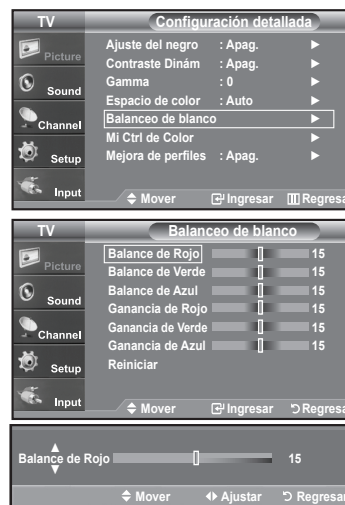 TV
Configuración detallada
Picture
Sound
Channel
Setup
Input
Ajuste del negro : Apag.
Contraste Dinám : Apag.
Gamma : 0
Espacio de color : Auto
Balanceo de blanco
Mi Ctrl de Color
Mejora de perfiles : Apag.
Mover Ingresar Regresa
TV
Balanceo de blanco
Picture
Sound
Channel
Setup
Input
Balance de Rojo 15
Balance de Verde 15
Balance de Azul 15
Ganancia de Rojo 15
Ganancia de Verde 15
Ganancia de Azul 15
Reiniciar
Mover Ingresar Regresa
Balance de Rojo 15
Mover Ajustar Regresar